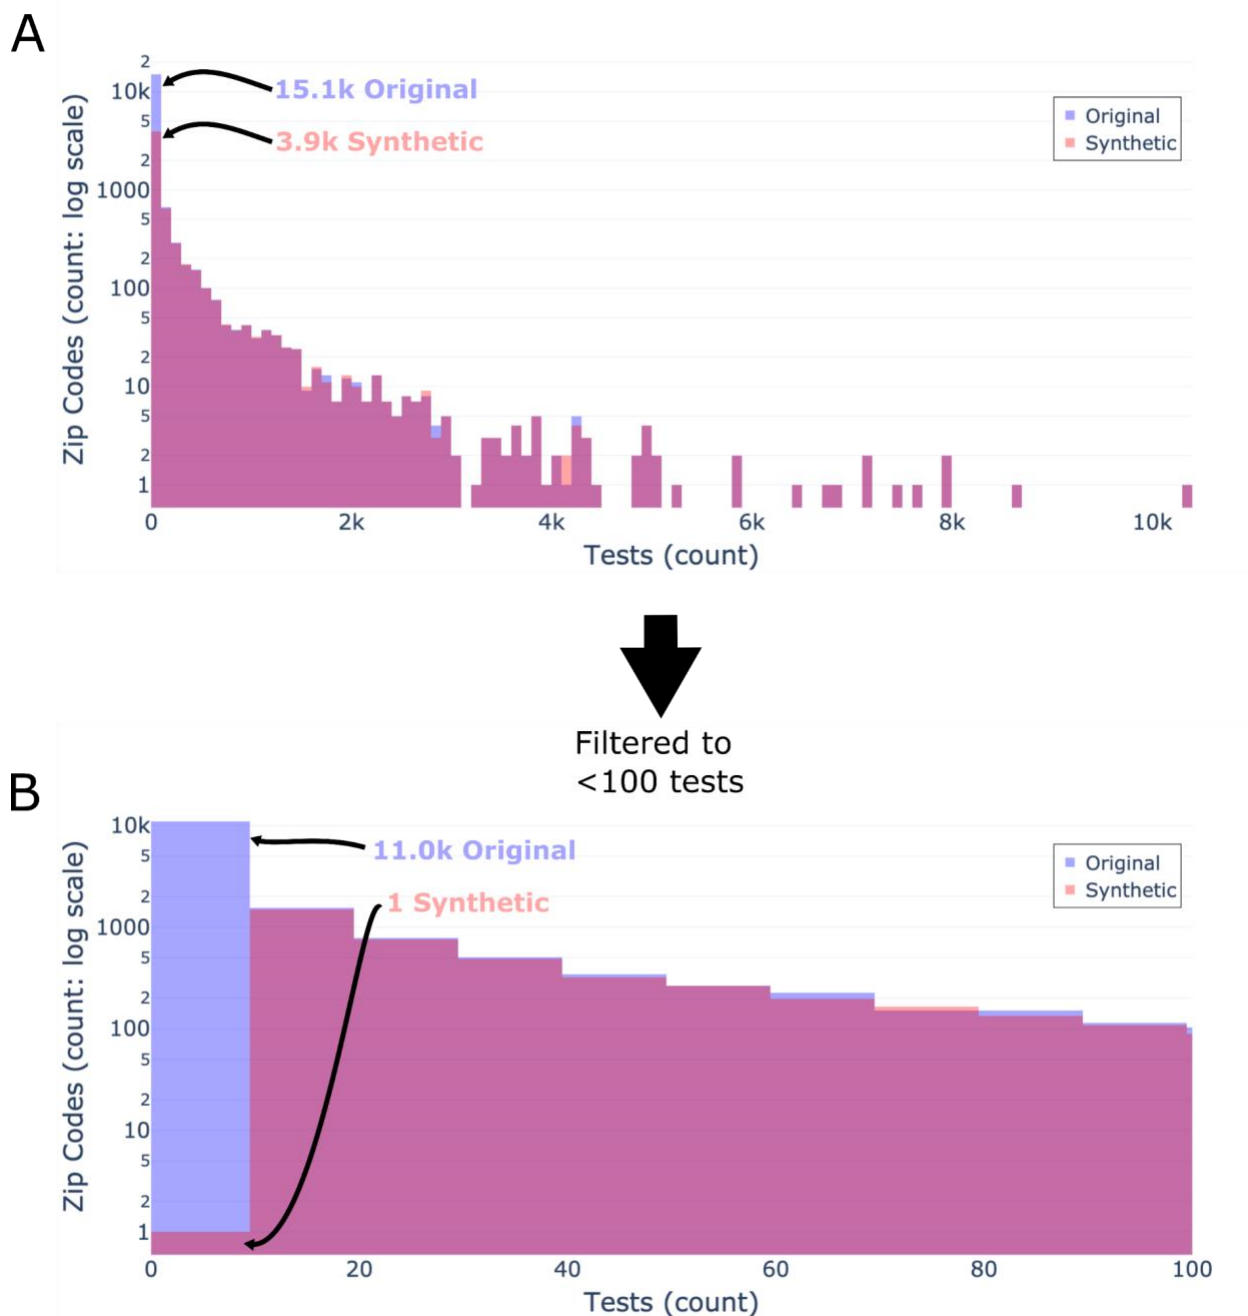 A
2
10k
5
2
1000
5
2
100
5
2
10
5
2
1
Zip Codes (count: log scale)
15.1k Original
3.9k Synthetic
Original
Synthetic
0 2k 4k 6k 8k 10k
Tests (count)
Filtered to
<100 tests
B
10k
5
2
1000
5
2
100
5
2
10
5
2
1
Zip Codes (count: log scale)
11.0k Original
1 Synthetic
Original
Synthetic
0 20 40 60 80 100
Tests (count)